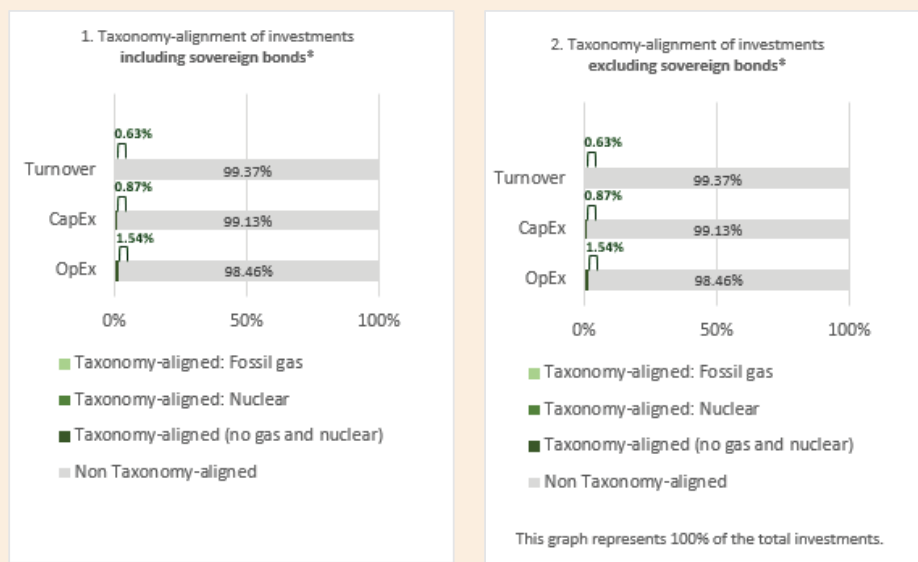 1. Taxonomy-alignment of investments
including sovereign bonds*
0.63%
Turnover
99.37%
0.87%
CapEx
99.13%
1.54%
OpEx
98.46%
0%
50%
100%
Taxonomy-aligned: Fossil gas
Taxonomy-aligned: Nuclear
Taxonomy-aligned (no gas and nuclear)
Non Taxonomy-aligned
2. Taxonomy-alignment of investments
excluding sovereign bonds*
0.63%
Turnover
99.37%
0.87%
CapEx
99.13%
1.54%
OpEx
98.46%
0%
50%
100%
Taxonomy-aligned: Fossil gas
Taxonomy-aligned: Nuclear
Taxonomy-aligned (no gas and nuclear)
Non Taxonomy-aligned
This graph represents 100% of the total investments.